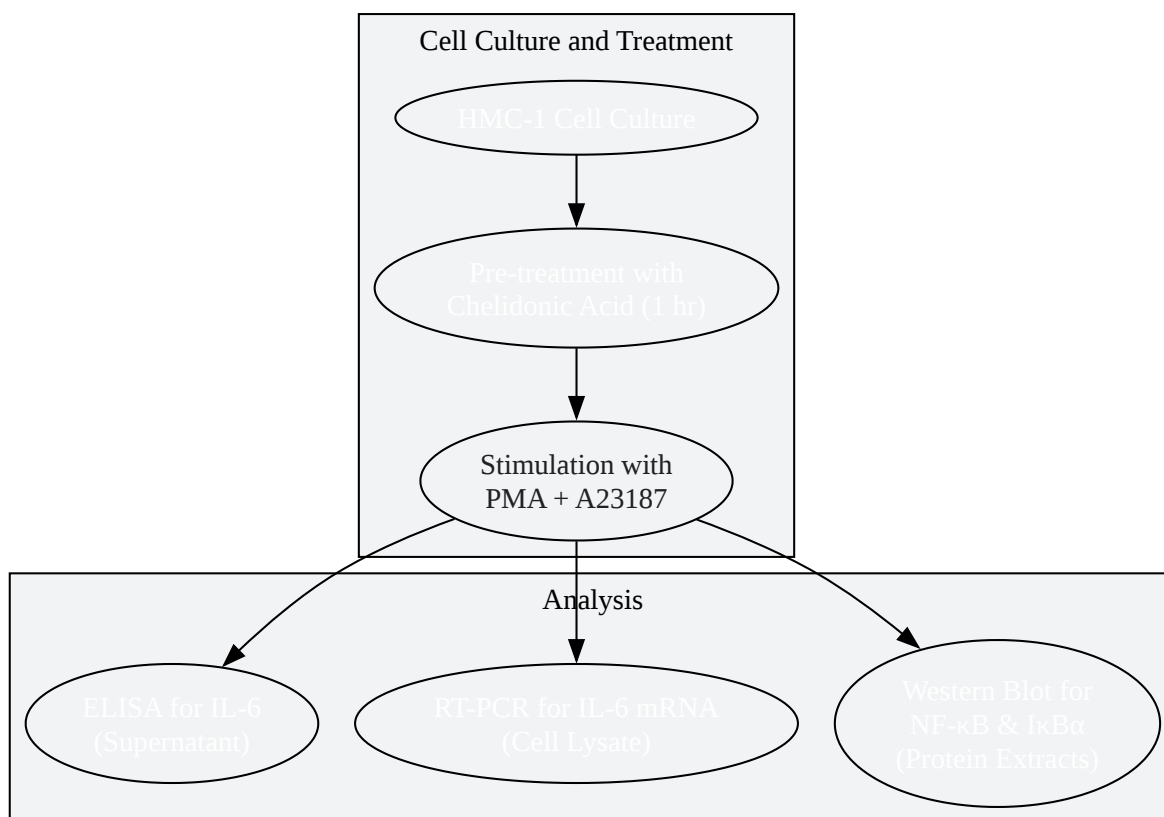 Cell Culture and Treatment
HMC-1 Cell Culture
Pre-treatment with
Chelidonic Acid (1 hr)
Stimulation with
PMA + A23187
Analysis
ELISA for IL-6
(Supernatant)
RT-PCR for IL-6 mRNA
(Cell Lysate)
Western Blot for
NF-κB & IκBα
(Protein Extracts)